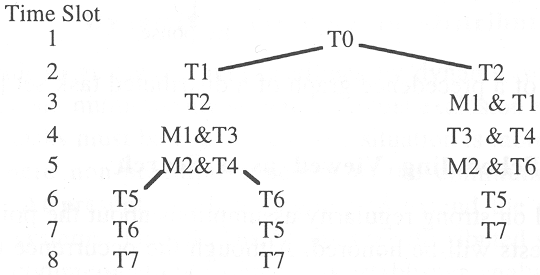 Time Slot
1 T0
2 T1 T2
3 T2 M1 & T1
4 M1&T3 T3 & T4
5 M2&T4 M2 & T6
6 T5 T6 T5
7 T6 T5 T7
8 T7 T7